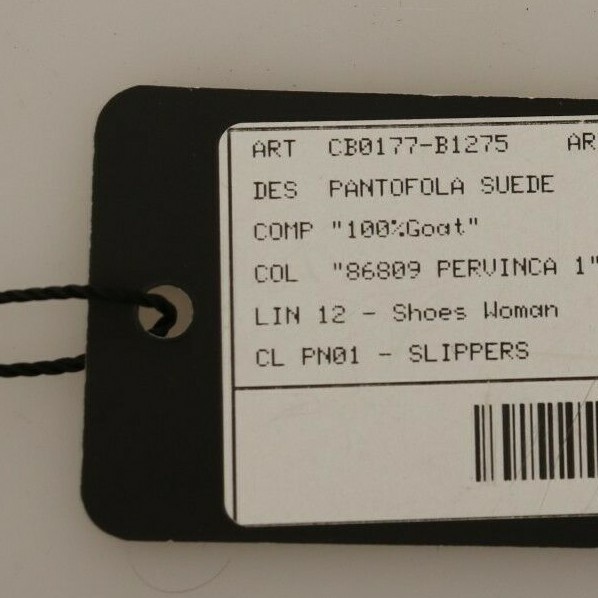 ART CB0177-B1275 AR
DES PANTOFOLA SUEDE
COMP "100%Goat"
COL "86809 PERVINCA 1"
LIN 12 - Shoes Woman
CL PN01 - SLIPPERS